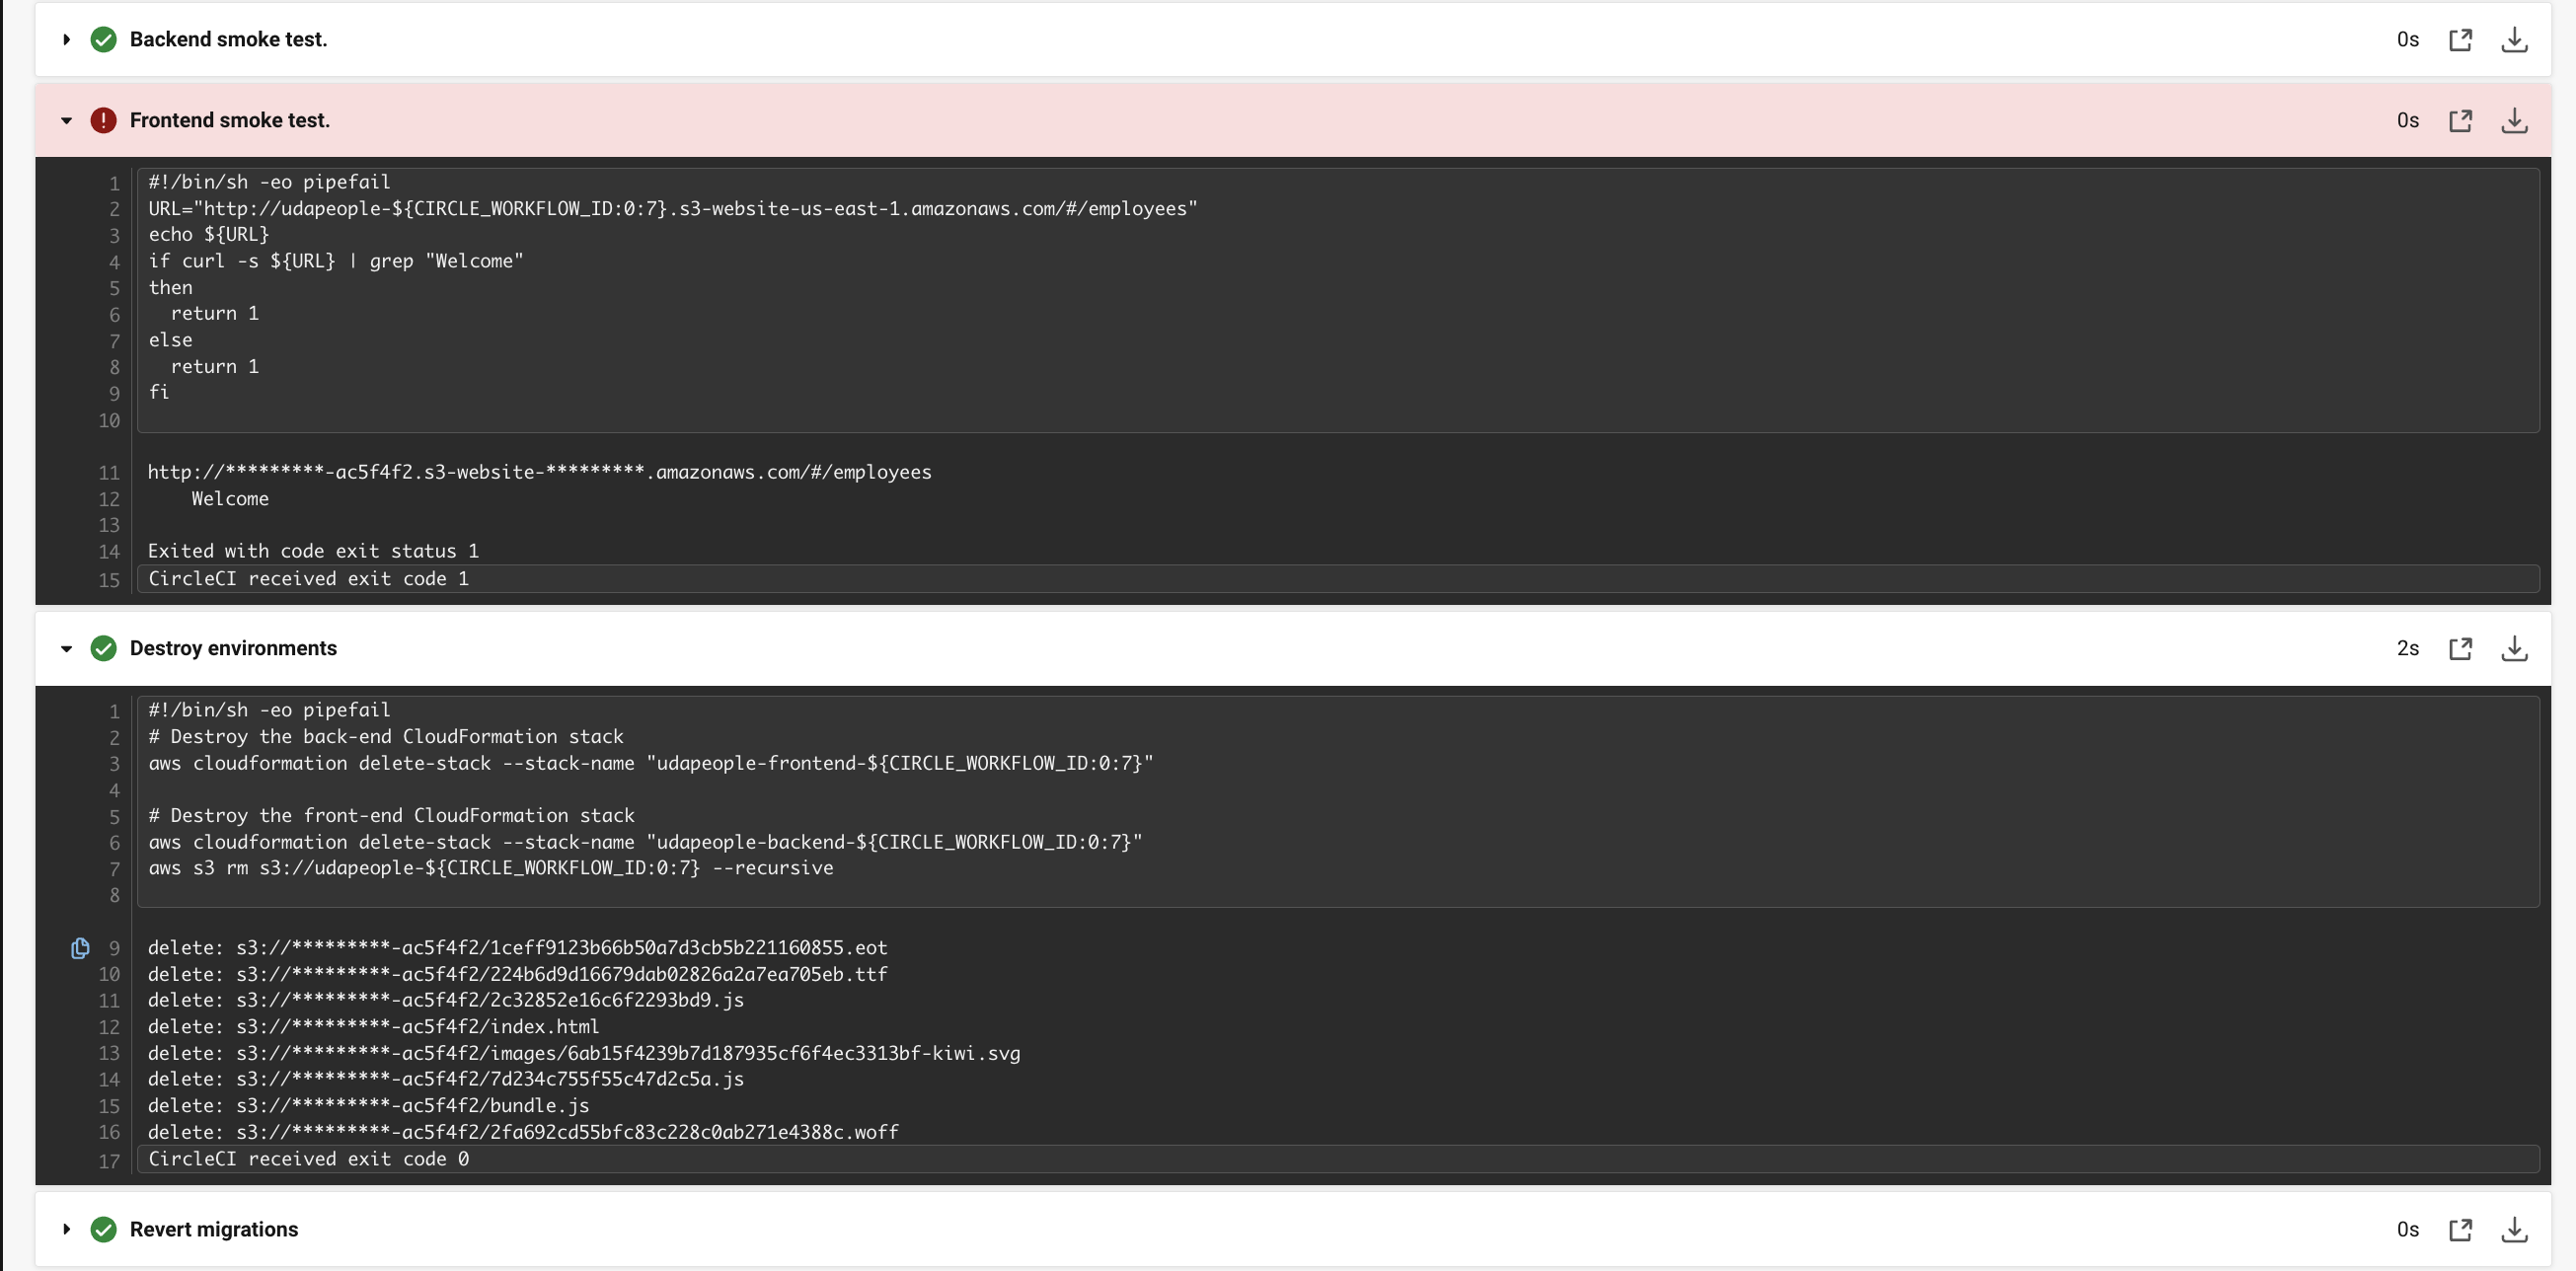 Backend smoke test.
0s
Frontend smoke test.
0s
1 #!/bin/sh -eo pipefail
2 URL="http://udapeople-${CIRCLE_WORKFLOW_ID:0:7}.s3-website-us-east-1.amazonaws.com/#/employees"
3 echo ${URL}
4 if curl -s ${URL} | grep "Welcome"
5 then
6   return 1
7 else
8   return 1
9 fi
10
11 http://*********-ac5f4f2.s3-website-*********.amazonaws.com/#/employees
12     Welcome
13
14 Exited with code exit status 1
15 CircleCI received exit code 1
Destroy environments
2s
1 #!/bin/sh -eo pipefail
2 # Destroy the back-end CloudFormation stack
3 aws cloudformation delete-stack --stack-name "udapeople-frontend-${CIRCLE_WORKFLOW_ID:0:7}"
4
5 # Destroy the front-end CloudFormation stack
6 aws cloudformation delete-stack --stack-name "udapeople-backend-${CIRCLE_WORKFLOW_ID:0:7}"
7 aws s3 rm s3://udapeople-${CIRCLE_WORKFLOW_ID:0:7} --recursive
8
9 delete: s3://*********-ac5f4f2/1ceff9123b66b50a7d3cb5b221160855.eot
10 delete: s3://*********-ac5f4f2/224b6d9d16679dab02826a2a7ea705eb.ttf
11 delete: s3://*********-ac5f4f2/2c32852e16c6f2293bd9.js
12 delete: s3://*********-ac5f4f2/index.html
13 delete: s3://*********-ac5f4f2/images/6ab15f4239b7d187935cf6f4ec3313bf-kiwi.svg
14 delete: s3://*********-ac5f4f2/7d234c755f55c47d2c5a.js
15 delete: s3://*********-ac5f4f2/bundle.js
16 delete: s3://*********-ac5f4f2/2fa692cd55bfc83c228c0ab271e4388c.woff
17 CircleCI received exit code 0
Revert migrations
0s